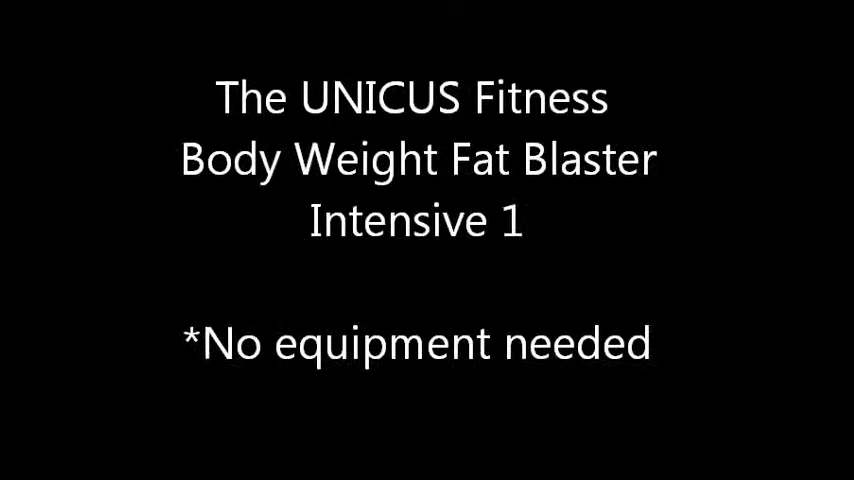 The UNICUS Fitness
Body Weight Fat Blaster
Intensive 1
*No equipment needed